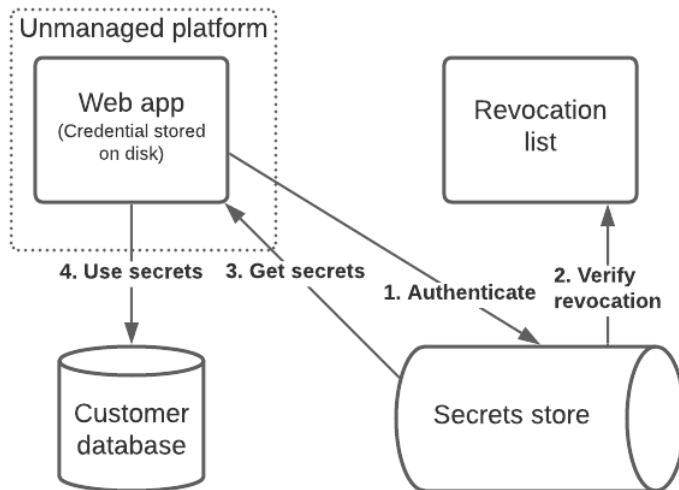 Unmanaged platform
Web app
(Credential stored
on disk)
Revocation
list
4. Use secrets
3. Get secrets
1. Authenticate
2. Verify
revocation
Customer
database
Secrets store